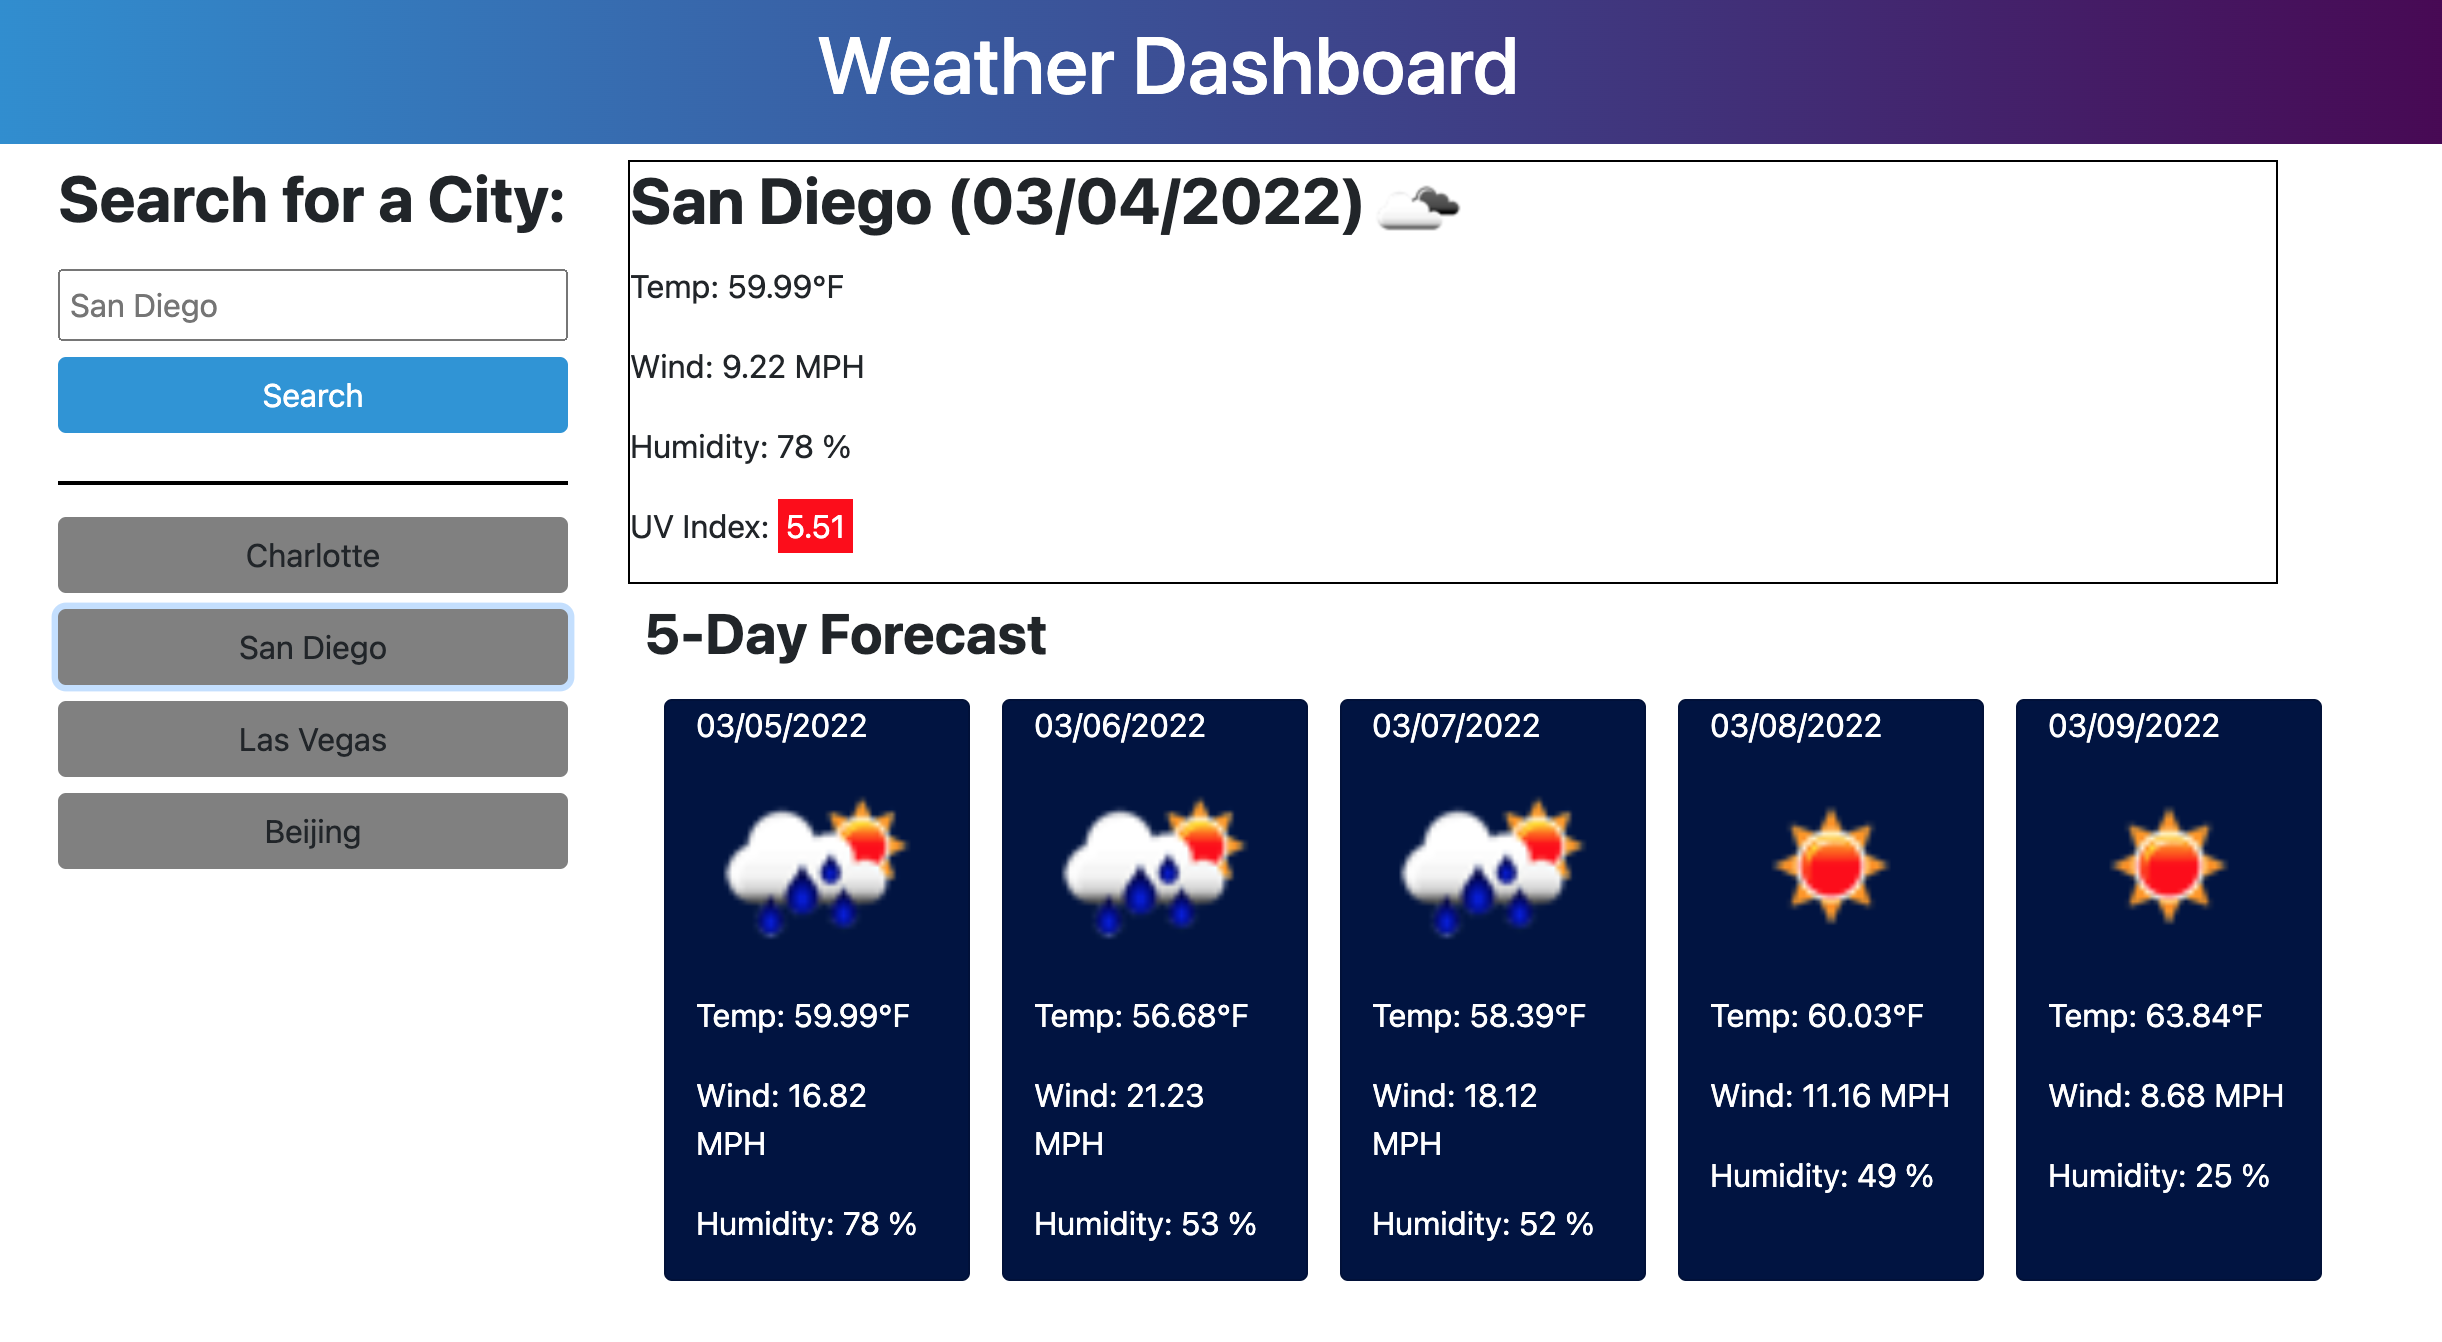 Weather Dashboard
Search for a City:
San Diego
Search
Charlotte
San Diego
Las Vegas
Beijing
San Diego (03/04/2022)
Temp: 59.99°F
Wind: 9.22 MPH
Humidity: 78 %
UV Index: 5.51
5-Day Forecast
03/05/2022
Temp: 59.99°F
Wind: 16.82
MPH
Humidity: 78 %
03/06/2022
Temp: 56.68°F
Wind: 21.23
MPH
Humidity: 53 %
03/07/2022
Temp: 58.39°F
Wind: 18.12
MPH
Humidity: 52 %
03/08/2022
Temp: 60.03°F
Wind: 11.16 MPH
Humidity: 49 %
03/09/2022
Temp: 63.84°F
Wind: 8.68 MPH
Humidity: 25 %